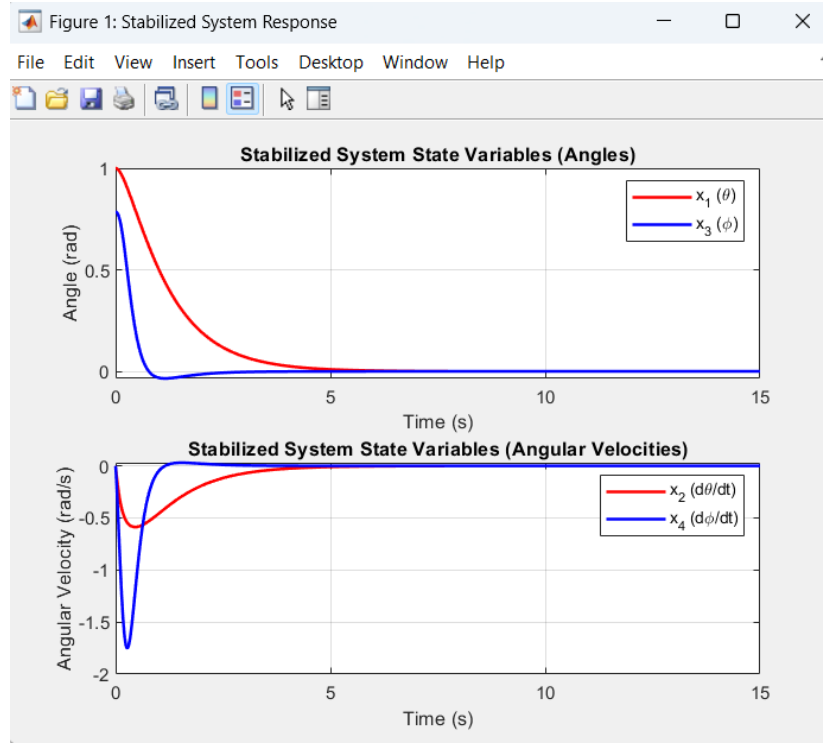 Figure 1: Stabilized System Response
File Edit View Insert Tools Desktop Window Help
Stabilized System State Variables (Angles)
1
0.5
0
Angle (rad)
x₁ (θ)
x₃ (ϕ)
0 5 10 15
Time (s)
Stabilized System State Variables (Angular Velocities)
0
-0.5
-1
-1.5
-2
Angular Velocity (rad/s)
x₂ (dθ/dt)
x₄ (dϕ/dt)
0 5 10 15
Time (s)